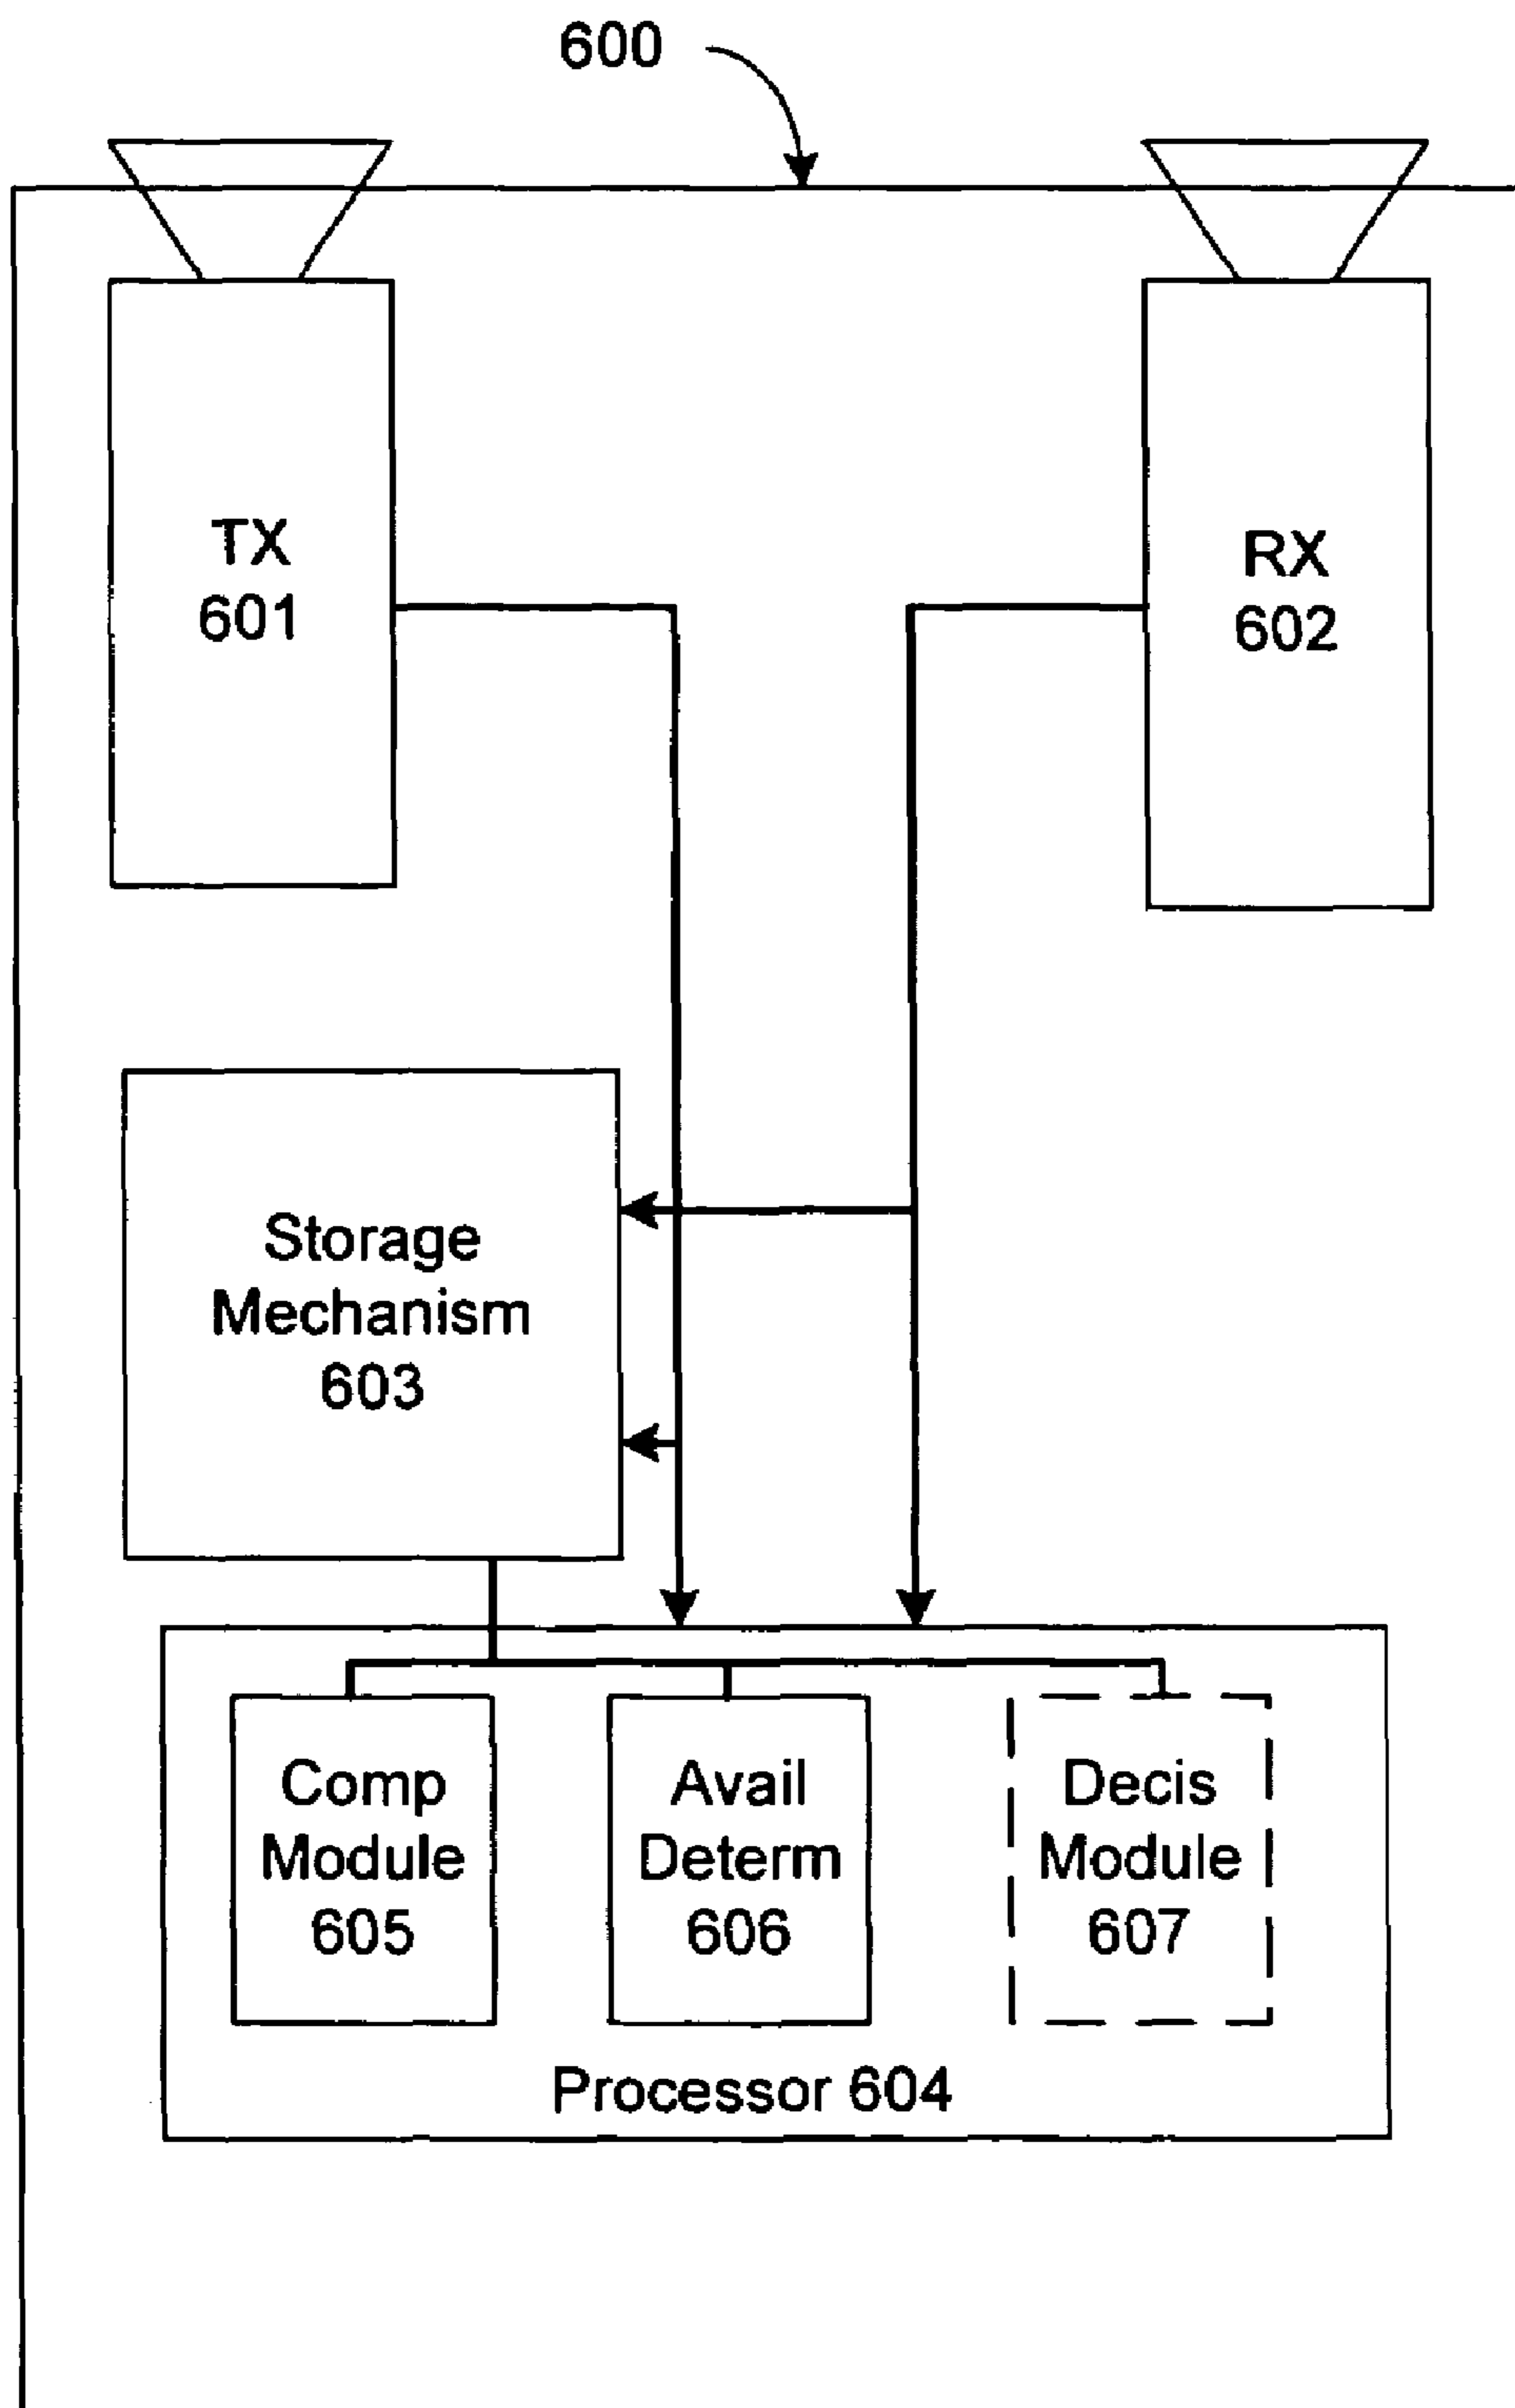 600
TX
601
RX
602
Storage
Mechanism
603
Comp
Module
605
Avail
Determ
606
Decis
Module
607
Processor 604